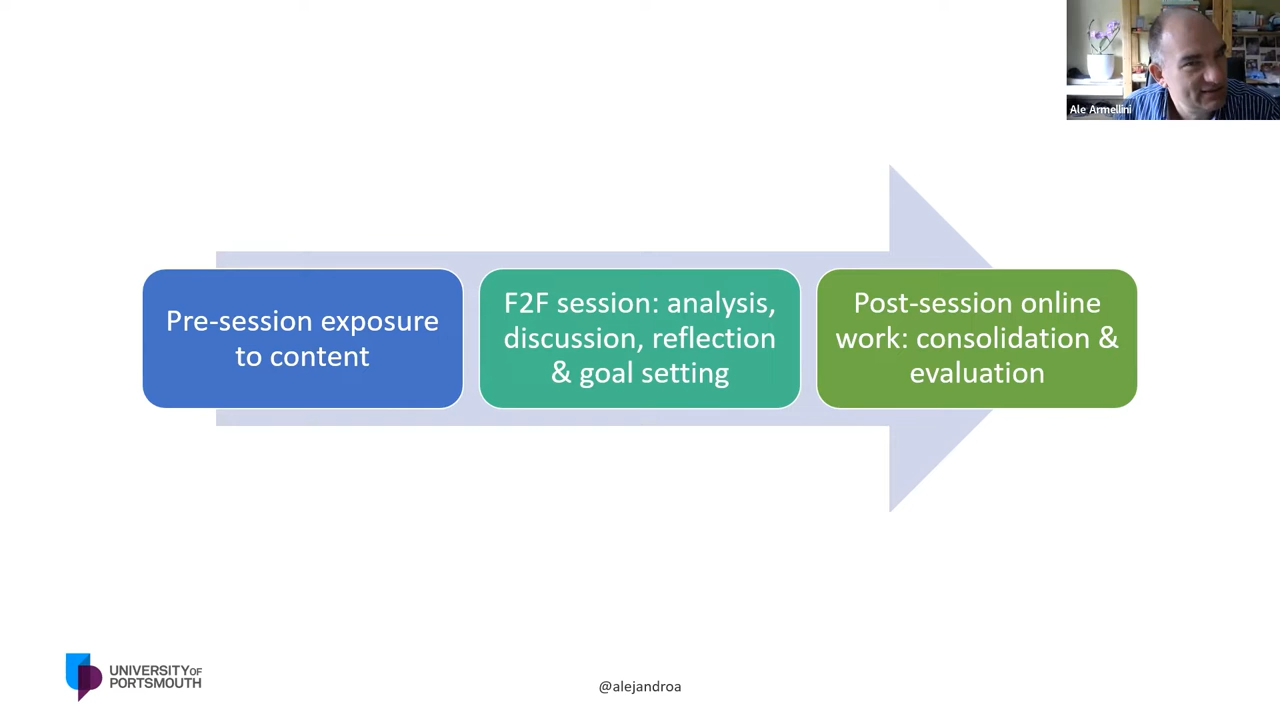 Ale Armellini
Pre-session exposure
to content
F2F session: analysis,
discussion, reflection
& goal setting
Post-session online
work: consolidation &
evaluation
UNIVERSITY OF
PORTSMOUTH
@alejandroa